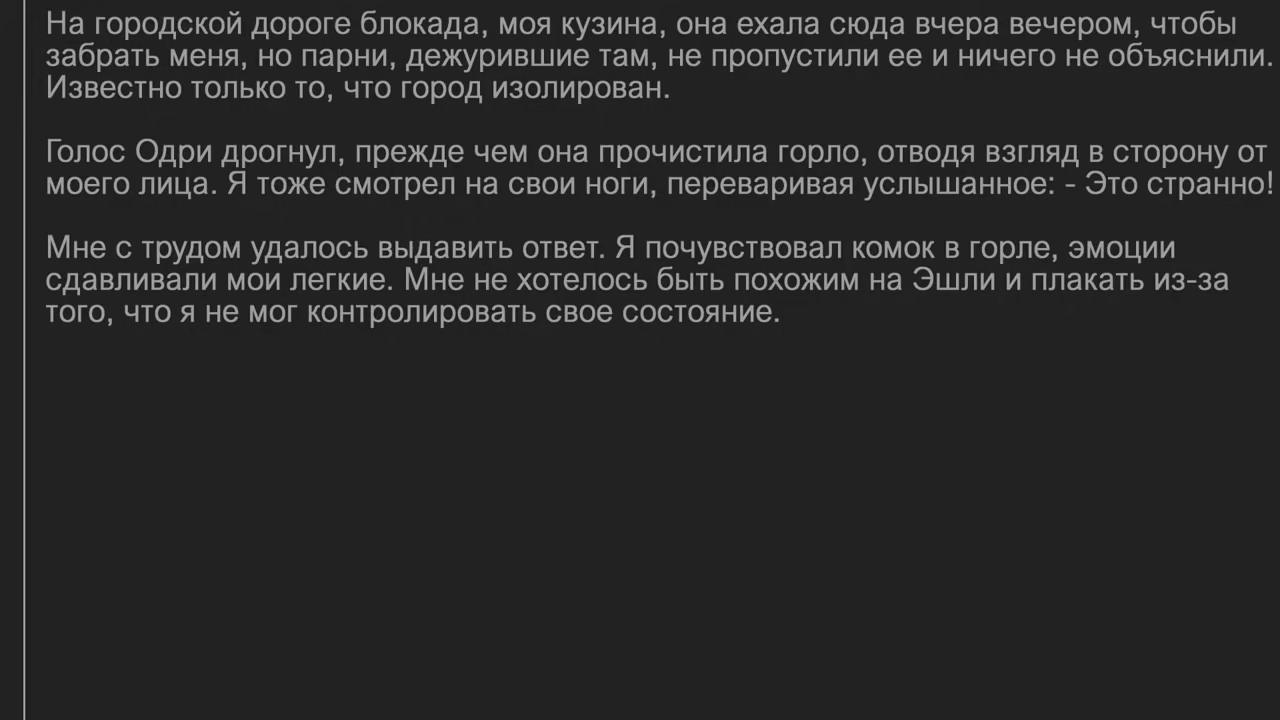 На городской дороге блокада, моя кузина, она ехала сюда вчера вечером, чтобы
забрать меня, но парни, дежурившие там, не пропустили ее и ничего не объяснили.
Известно только то, что город изолирован.
Голос Одри дрогнул, прежде чем она прочистила горло, отводя взгляд в сторону от
моего лица. Я тоже смотрел на свои ноги, переваривая услышанное: - Это странно!
Мне с трудом удалось выдавить ответ. Я почувствовал комок в горле, эмоции
сдавливали мои легкие. Мне не хотелось быть похожим на Эшли и плакать из-за
того, что я не мог контролировать свое состояние.